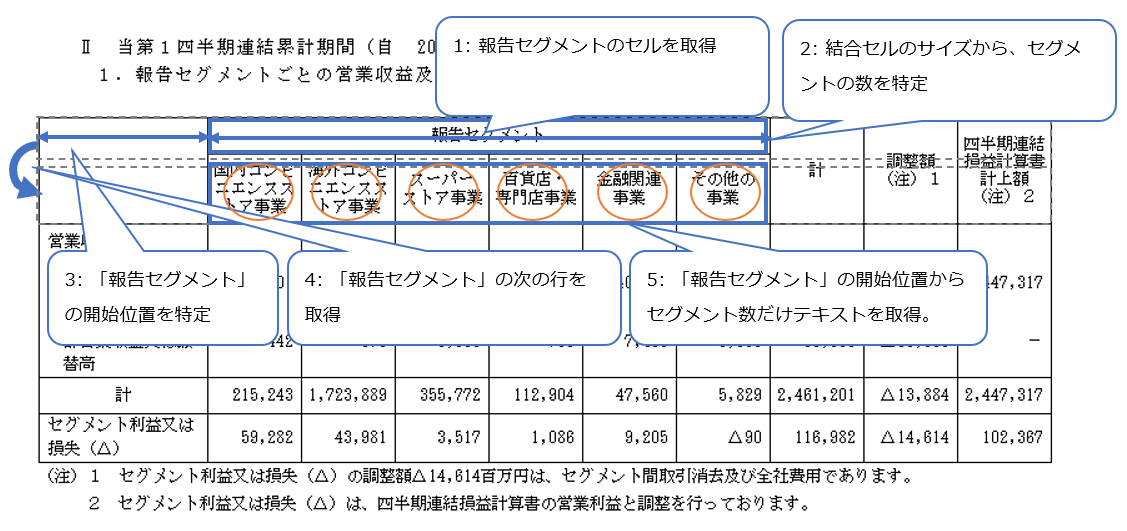 Ⅱ 当第１四半期連結累計期間（自 20
１．報告セグメントごとの営業収益及
1: 報告セグメントのセルを取得
2: 結合セルのサイズから、セグメ
ントの数を特定
報告セグメント
計
調整額
（注）１
四半期連結
損益計算書
計上額
（注）２
国内コンビ
ニエンスス
トア事業
海外コンビ
ニエンスス
トア事業
スーパー
ストア事業
百貨店・
専門店事業
金融関連
事業
その他の
事業
営業
3: 「報告セグメント」
の開始位置を特定
4: 「報告セグメント」の次の行を
取得
5: 「報告セグメント」の開始位置から
セグメント数だけテキストを取得。
447,317
－
替高
計 215,243 1,723,889 355,772 112,904 47,560 5,829 2,461,201 △13,884 2,447,317
セグメント利益又は
損失（△） 59,282 43,981 3,517 1,086 9,205 △90 116,982 △14,614 102,367
（注）１ セグメント利益又は損失（△）の調整額△14,614百万円は、セグメント間取引消去及び全社費用であります。
２ セグメント利益又は損失（△）は、四半期連結損益計算書の営業利益と調整を行っております。